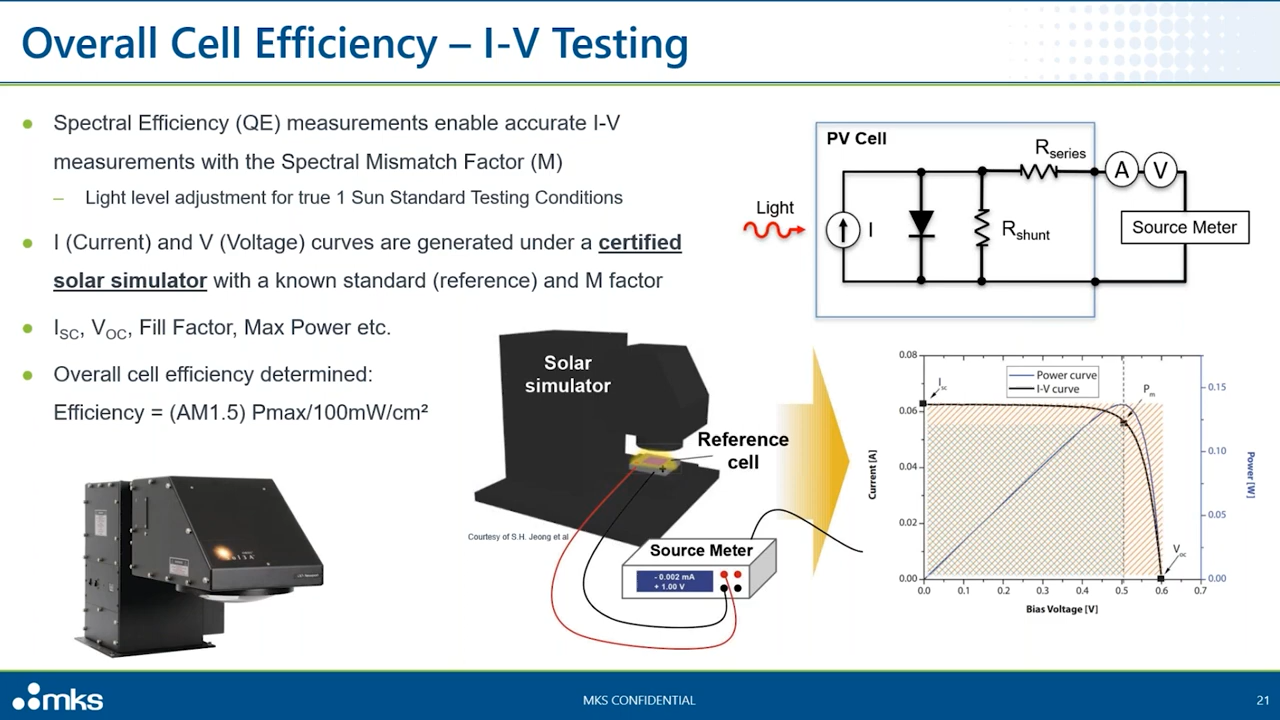 Overall Cell Efficiency – I-V Testing
● Spectral Efficiency (QE) measurements enable accurate I-V
measurements with the Spectral Mismatch Factor (M)
– Light level adjustment for true 1 Sun Standard Testing Conditions
● I (Current) and V (Voltage) curves are generated under a certified
solar simulator with a known standard (reference) and M factor
● ISC, VOC, Fill Factor, Max Power etc.
● Overall cell efficiency determined:
Efficiency = (AM1.5) Pmax/100mW/cm²
PV Cell
Rseries
A V
Light
I
Rshunt
Source Meter
Solar
simulator
Reference
cell
Courtesy of S.H. Jeong et al
Source Meter
- 0.002 mA
+ 1.00 V
Power curve
I-V curve
Isc
Pm
Voc
0.08
0.06
0.04
0.02
0.00
Current [A]
0.15
0.10
0.05
0.00
Power [W]
0.0 0.1 0.2 0.3 0.4 0.5 0.6 0.7
Bias Voltage [V]
mks
MKS CONFIDENTIAL
21